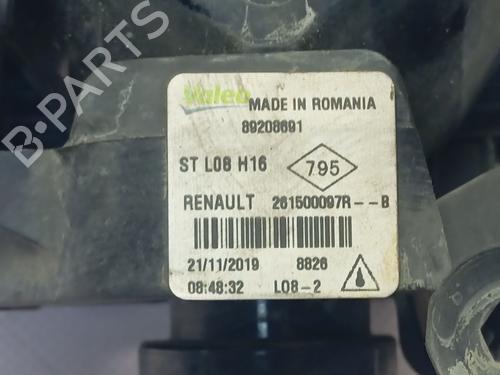 B-PARTS
Valeo MADE IN ROMANIA
89208691
ST L08 H16
795
RENAULT 261500097R--B
21/11/2019 8826
08:48:32 L08-2